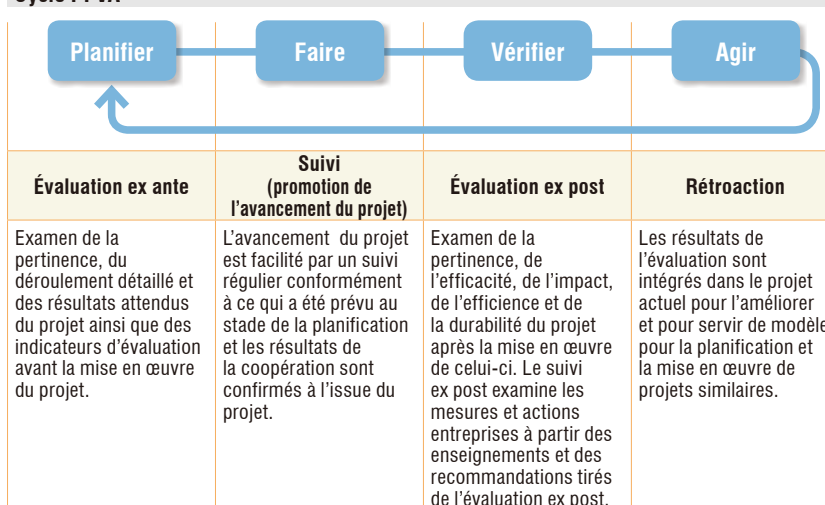 Planifier
Faire
Vérifier
Agir
Évaluation ex ante
Suivi
(promotion de
l'avancement du projet)
Évaluation ex post
Rétroaction
Examen de la
pertinence, du
déroulement détaillé et
des résultats attendus
du projet ainsi que des
indicateurs d'évaluation
avant la mise en œuvre
du projet.
L'avancement du projet
est facilité par un suivi
régulier conformément
à ce qui a été prévu au
stade de la planification
et les résultats de
la coopération sont
confirmés à l'issue du
projet.
Examen de la
pertinence, de
l'efficacité, de l'impact,
de l'efficience et de
la durabilité du projet
après la mise en œuvre
de celui-ci. Le suivi
ex post examine les
mesures et actions
entreprises à partir des
enseignements et des
recommandations tirés
de l'évaluation ex post.
Les résultats de
l'évaluation sont
intégrés dans le projet
actuel pour l'améliorer
et pour servir de modèle
pour la planification et
la mise en œuvre de
projets similaires.